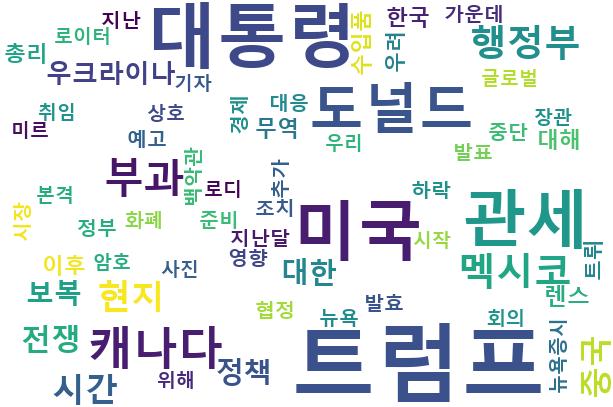 지난
대통령
수입품
우려
한국
가운데
행정부
총리
로이터
우크라이나
기자
도널드
글로벌
취임
상호
경제
대응
무역
장관
미르
예고
우리
중단
대해
발표
부과
백악관
로디
추가
하락
본격
시장
정부
화폐
준비
조치
미국
관세
지난달
시작
영향
트뤼
이후
암호
사진
대한
멕시코
보복
현지
협정
뉴욕
발효
회의
렌스
전쟁
캐나다
정책
트럼프
뉴욕증시
중국
시간
위해